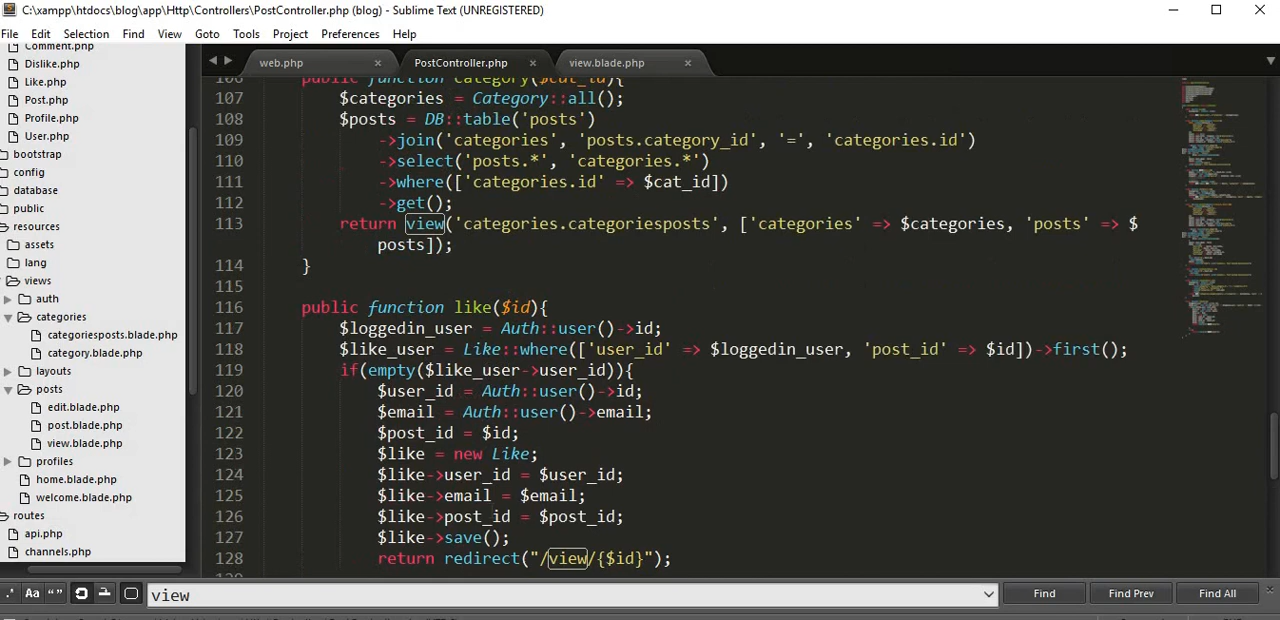 C:\xampp\htdocs\blog\app\Http\Controllers\PostController.php (blog) - Sublime Text (UNREGISTERED)
File Edit Selection Find View Goto Tools Project Preferences Help
Comment.php
Dislike.php
Like.php
Post.php
Profile.php
User.php
bootstrap
config
database
public
resources
assets
lang
views
auth
categories
categoriesposts.blade.php
category.blade.php
layouts
posts
edit.blade.php
post.blade.php
view.blade.php
profiles
home.blade.php
welcome.blade.php
routes
api.php
channels.php
web.php × PostController.php × view.blade.php ×
106 public function category($cat_id){
107 $categories = Category::all();
108 $posts = DB::table('posts')
109 ->join('categories', 'posts.category_id', '=', 'categories.id')
110 ->select('posts.*', 'categories.*')
111 ->where(['categories.id' => $cat_id])
112 ->get();
113 return view('categories.categoriesposts', ['categories' => $categories, 'posts' => $
posts]);
114 }
115
116 public function like($id){
117 $loggedin_user = Auth::user()->id;
118 $like_user = Like::where(['user_id' => $loggedin_user, 'post_id' => $id])->first();
119 if(empty($like_user->user_id)){
120 $user_id = Auth::user()->id;
121 $email = Auth::user()->email;
122 $post_id = $id;
123 $like = new Like;
124 $like->user_id = $user_id;
125 $like->email = $email;
126 $like->post_id = $post_id;
127 $like->save();
128 return redirect("/view/{$id}");
.* Aa “” view Find Find Prev Find All